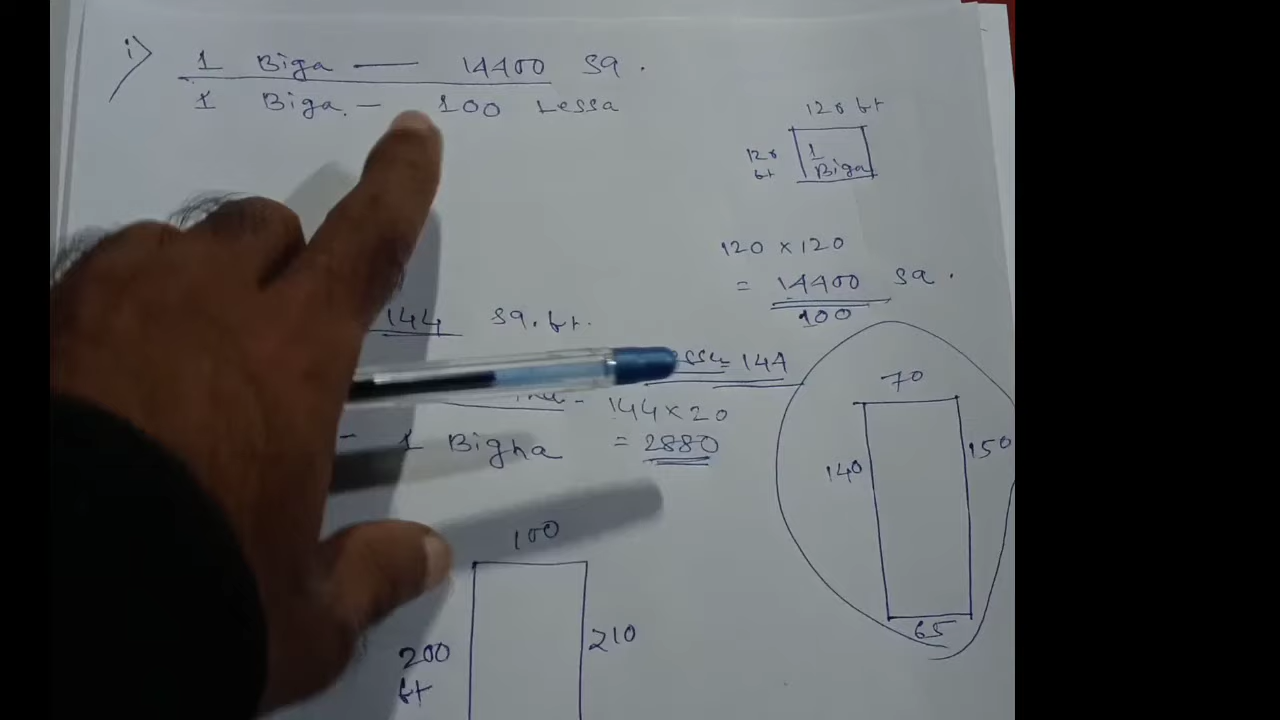 i)
1 Biga — 14400 Sq.
1 Biga. - 100 Lessa
120 ft
120
ft
1
Biga
120 × 120
= 14400 Sq.
100
144 sq. ft.
= 144
144 × 20
= 2880
- 1 Bigha
70
140
150
65
100
200
ft
210